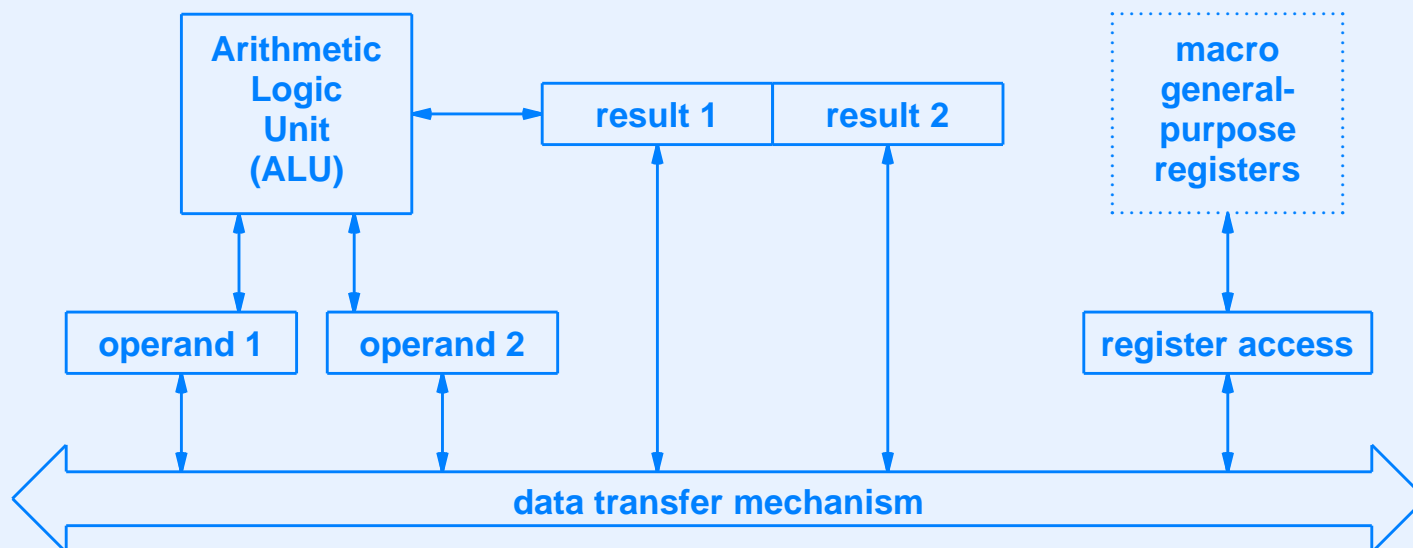 Arithmetic
Logic
Unit
(ALU)
result 1
result 2
macro
general-
purpose
registers
operand 1
operand 2
register access
data transfer mechanism